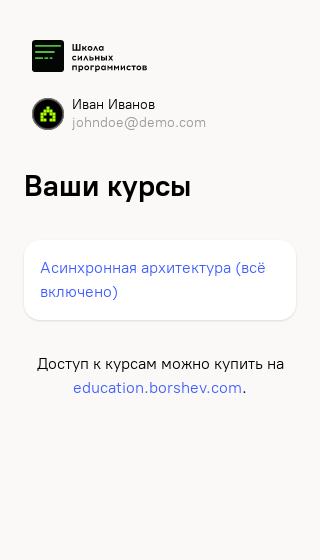 Школа
сильных
программистов
Иван Иванов
johndoe@demo.com
Ваши курсы
Асинхронная архитектура (всё
включено)
Доступ к курсам можно купить на
education.borshev.com.